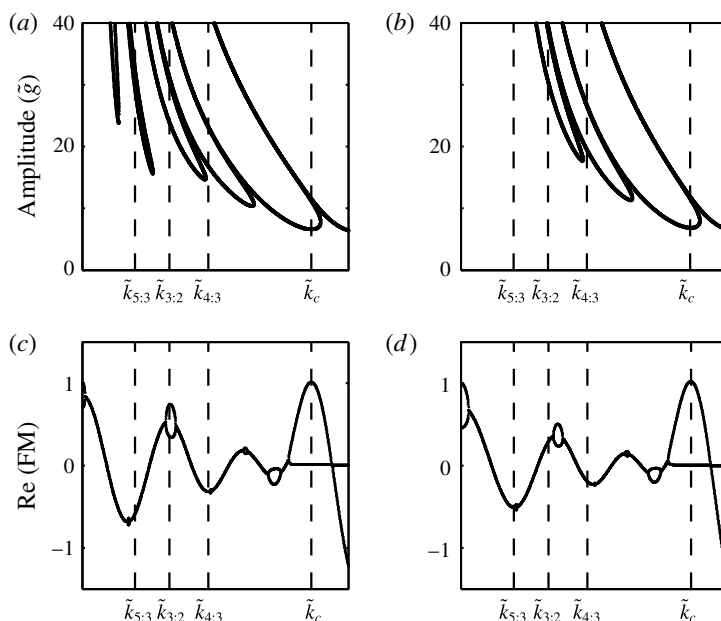 (a) (b)
Amplitude (g̃)
40 40
20 20
0 0
k̃5:3 k̃3:2 k̃4:3 k̃c
k̃5:3 k̃3:2 k̃4:3 k̃c
(c) (d)
Re (FM)
1 1
0 0
−1 −1
k̃5:3 k̃3:2 k̃4:3 k̃c
k̃5:3 k̃3:2 k̃4:3 k̃c